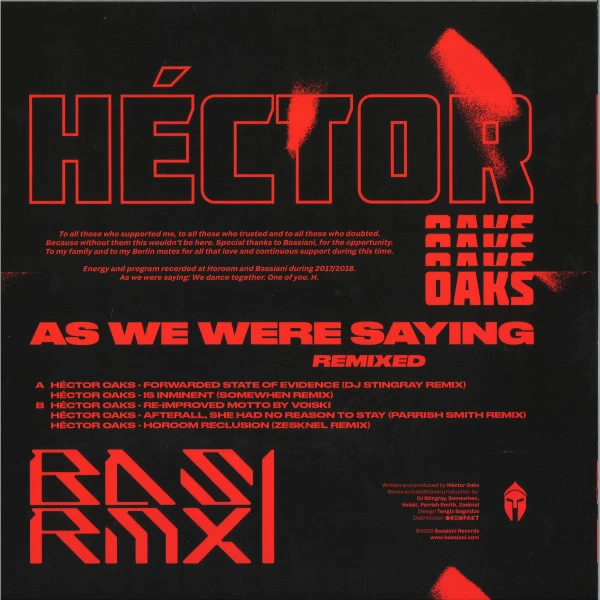 HÉCTOR
OAKS
OAKS
OAKS
OAKS
To all those who supported me, to all those who trusted and to all those who doubted.
Because without them this wouldn't be here. Special thanks to Bassiani, for the opportunity.
To my family and to my Berlin mates for all that love and continuous support during this time.
Energy and program recorded at Horoom and Bassiani during 2017/2018.
As we were saying: We dance together. One of you. H.
AS WE WERE SAYING
REMIXED
A HÉCTOR OAKS - FORWARDED STATE OF EVIDENCE (DJ STINGRAY REMIX)
HÉCTOR OAKS - IS INMINENT (SOMEWHEN REMIX)
B HÉCTOR OAKS - RE-IMPROVED MOTTO BY VOISKI
HÉCTOR OAKS - AFTERALL, SHE HAD NO REASON TO STAY (PARRISH SMITH REMIX)
HÉCTOR OAKS - HOROOM RECLUSION (ZESKNEL REMIX)
BAS1
RMX1
Written and produced by Héctor Oaks
Remix and additional production by:
DJ Stingray, Somewhen,
Voiski, Parrish Smith, Zesknel
Design Tengiz Bagoidze
Distribution KOMPAKT
©2020 Bassiani Records
www.bassiani.com